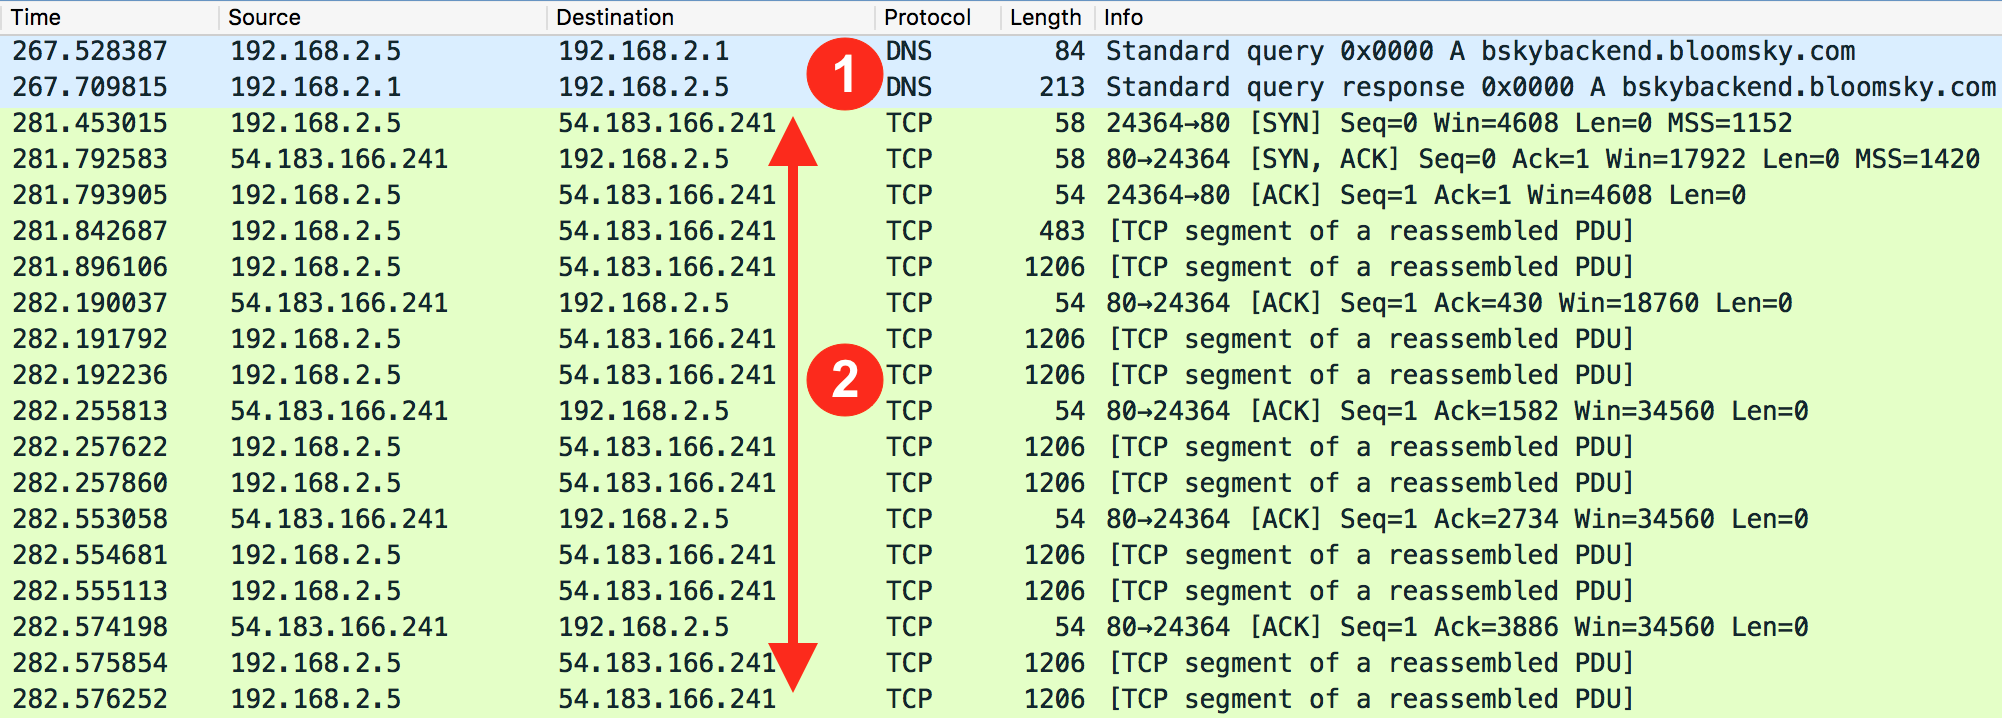 Time Source Destination Protocol Length Info
267.528387 192.168.2.5 192.168.2.1 DNS 84 Standard query 0x0000 A bskybackend.bloomsky.com
1
267.709815 192.168.2.1 192.168.2.5 DNS 213 Standard query response 0x0000 A bskybackend.bloomsky.com
281.453015 192.168.2.5 54.183.166.241 TCP 58 24364→80 [SYN] Seq=0 Win=4608 Len=0 MSS=1152
281.792583 54.183.166.241 192.168.2.5 TCP 58 80→24364 [SYN, ACK] Seq=0 Ack=1 Win=17922 Len=0 MSS=1420
281.793905 192.168.2.5 54.183.166.241 TCP 54 24364→80 [ACK] Seq=1 Ack=1 Win=4608 Len=0
281.842687 192.168.2.5 54.183.166.241 TCP 483 [TCP segment of a reassembled PDU]
281.896106 192.168.2.5 54.183.166.241 TCP 1206 [TCP segment of a reassembled PDU]
282.190037 54.183.166.241 192.168.2.5 TCP 54 80→24364 [ACK] Seq=1 Ack=430 Win=18760 Len=0
282.191792 192.168.2.5 54.183.166.241 TCP 1206 [TCP segment of a reassembled PDU]
282.192236 192.168.2.5 54.183.166.241 TCP 1206 [TCP segment of a reassembled PDU]
2
282.255813 54.183.166.241 192.168.2.5 TCP 54 80→24364 [ACK] Seq=1 Ack=1582 Win=34560 Len=0
282.257622 192.168.2.5 54.183.166.241 TCP 1206 [TCP segment of a reassembled PDU]
282.257860 192.168.2.5 54.183.166.241 TCP 1206 [TCP segment of a reassembled PDU]
282.553058 54.183.166.241 192.168.2.5 TCP 54 80→24364 [ACK] Seq=1 Ack=2734 Win=34560 Len=0
282.554681 192.168.2.5 54.183.166.241 TCP 1206 [TCP segment of a reassembled PDU]
282.555113 192.168.2.5 54.183.166.241 TCP 1206 [TCP segment of a reassembled PDU]
282.574198 54.183.166.241 192.168.2.5 TCP 54 80→24364 [ACK] Seq=1 Ack=3886 Win=34560 Len=0
282.575854 192.168.2.5 54.183.166.241 TCP 1206 [TCP segment of a reassembled PDU]
282.576252 192.168.2.5 54.183.166.241 TCP 1206 [TCP segment of a reassembled PDU]